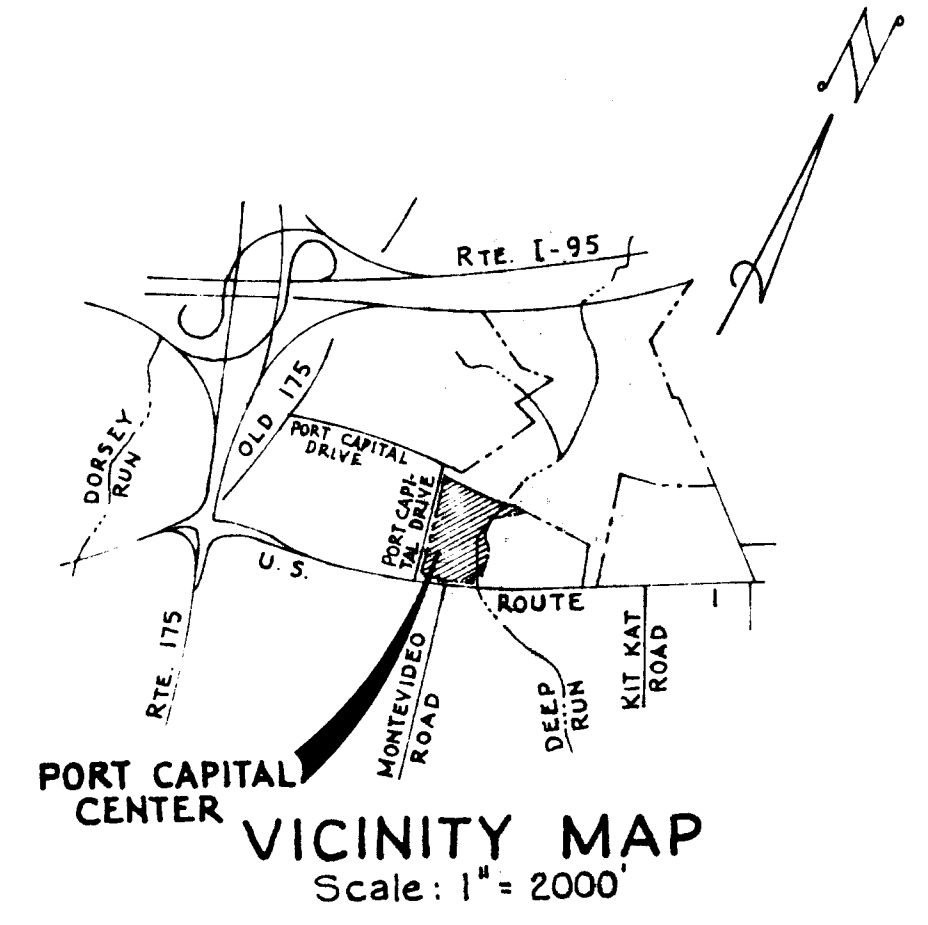 N
RTE. I-95
OLD 175
PORT CAPITAL
DRIVE
DORSEY
RUN
PORT CAPI-
TAL DRIVE
U.S.
ROUTE
1
RTE. 175
MONTEVIDEO
ROAD
DEEP
RUN
KIT KAT
ROAD
PORT CAPITAL
CENTER
VICINITY MAP
Scale: 1" = 2000'